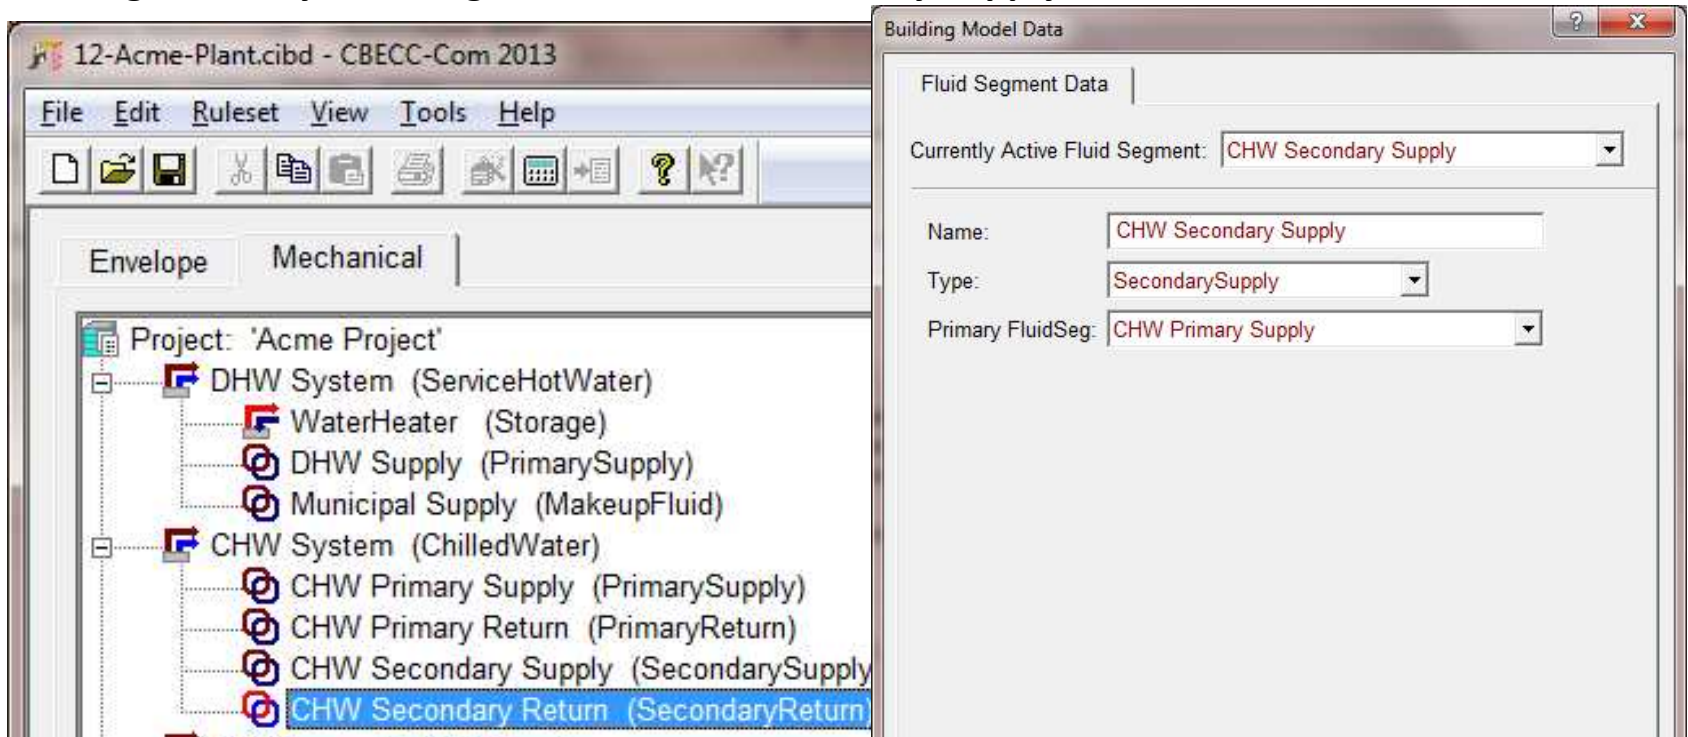 12-Acme-Plant.cibd - CBECC-Com 2013
File Edit Ruleset View Tools Help
Envelope Mechanical
Project: 'Acme Project'
DHW System (ServiceHotWater)
WaterHeater (Storage)
DHW Supply (PrimarySupply)
Municipal Supply (MakeupFluid)
CHW System (ChilledWater)
CHW Primary Supply (PrimarySupply)
CHW Primary Return (PrimaryReturn)
CHW Secondary Supply (SecondarySupply
CHW Secondary Return (SecondaryReturn)
Building Model Data
Fluid Segment Data
Currently Active Fluid Segment: CHW Secondary Supply
Name: CHW Secondary Supply
Type: SecondarySupply
Primary FluidSeg: CHW Primary Supply